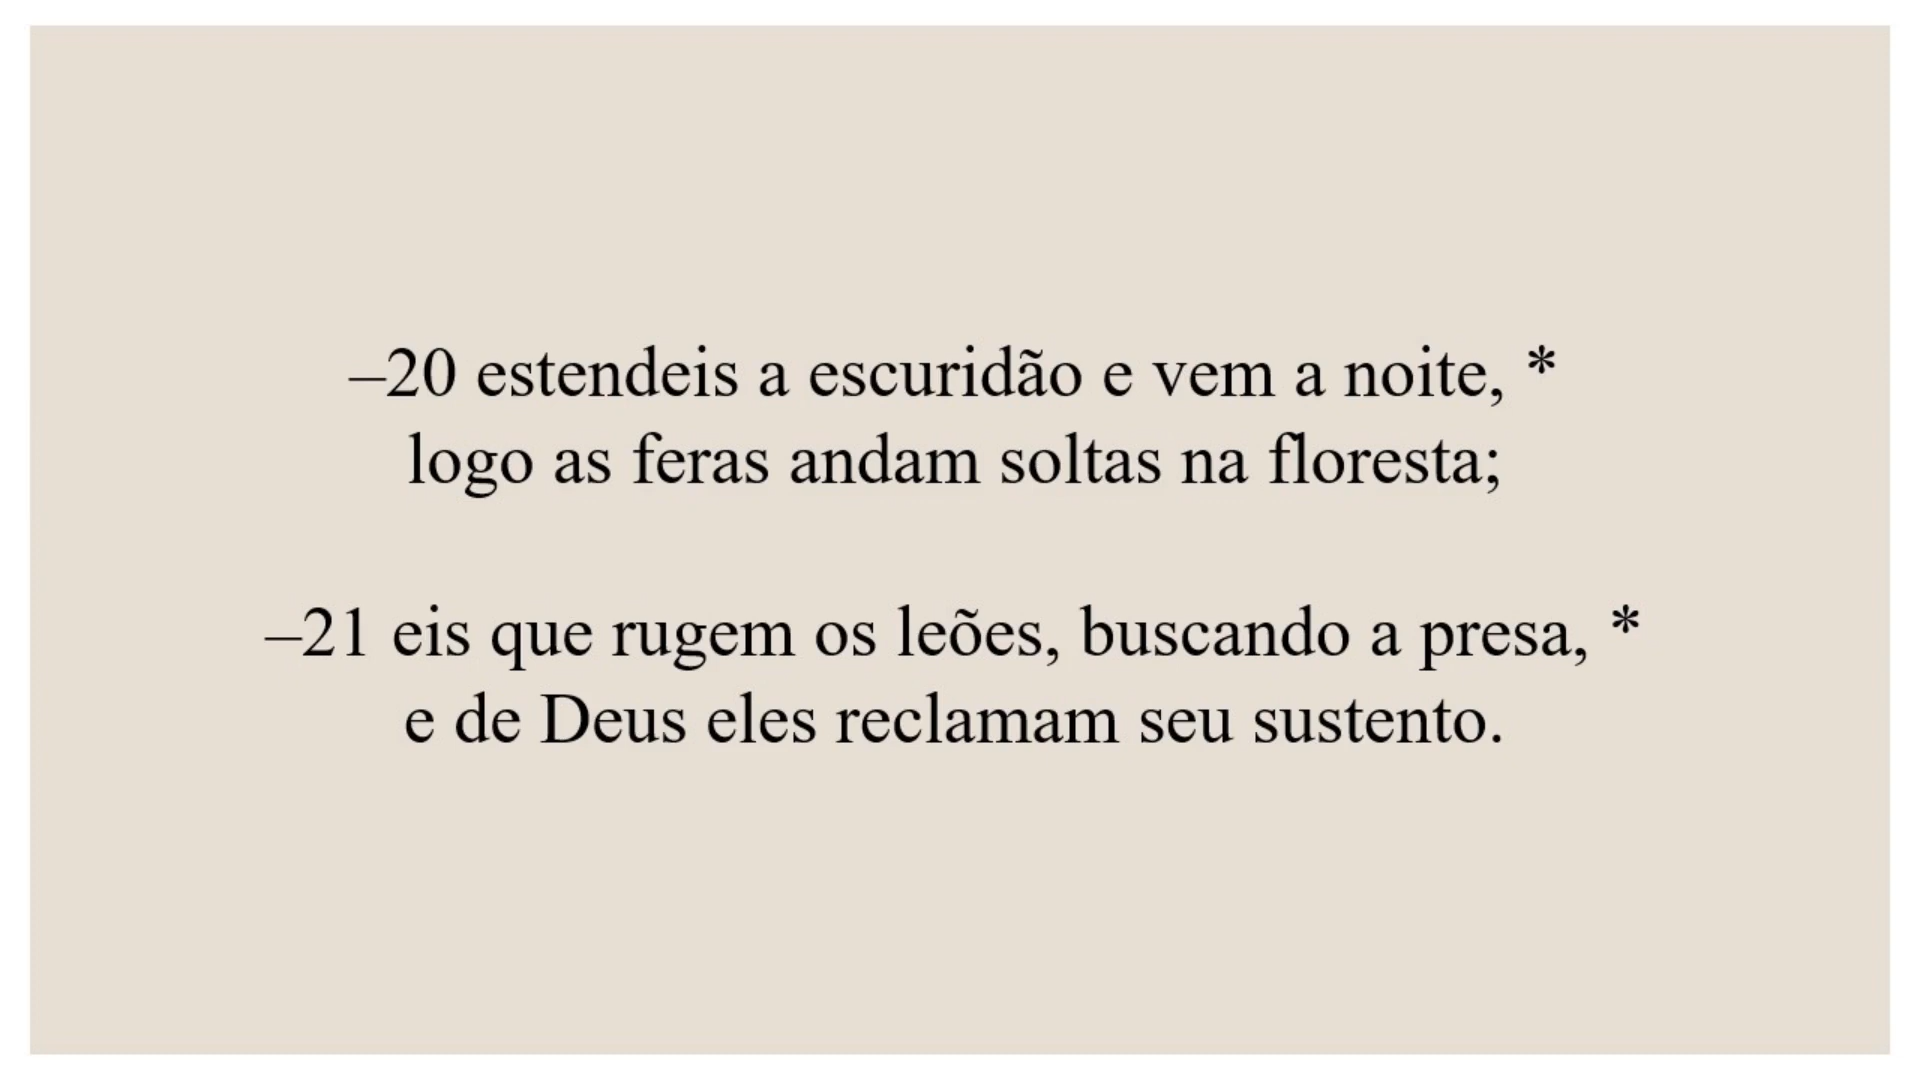 –20 estendeis a escuridão e vem a noite, *
logo as feras andam soltas na floresta;
–21 eis que rugem os leões, buscando a presa, *
e de Deus eles reclamam seu sustento.